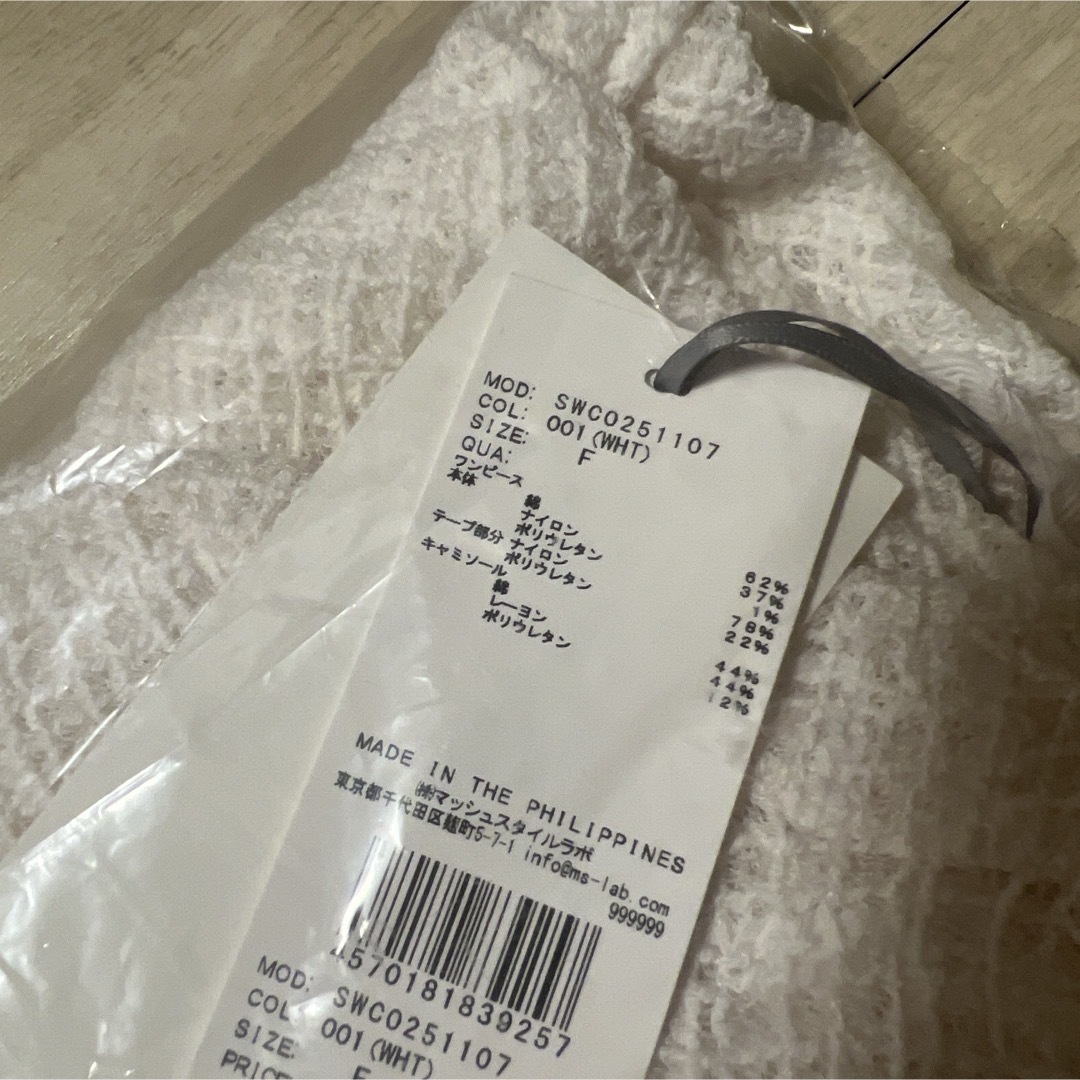 MOD: SWC0251107
COL: 001(WHT)
SIZE: F
QUA:
ワンピース
本体
綿 62%
ナイロン 37%
ポリウレタン 1%
テープ部分 ナイロン 78%
ポリウレタン 22%
キャミソール
綿 44%
レーヨン 44%
ポリウレタン 12%
MADE IN THE PHILIPPINES
㈱マッシュスタイルラボ
東京都千代田区麹町5-7-1 info@ms-lab.com
999999
4570181839257
MOD: SWC0251107
COL: 001(WHT)
SIZE: F
PRICE